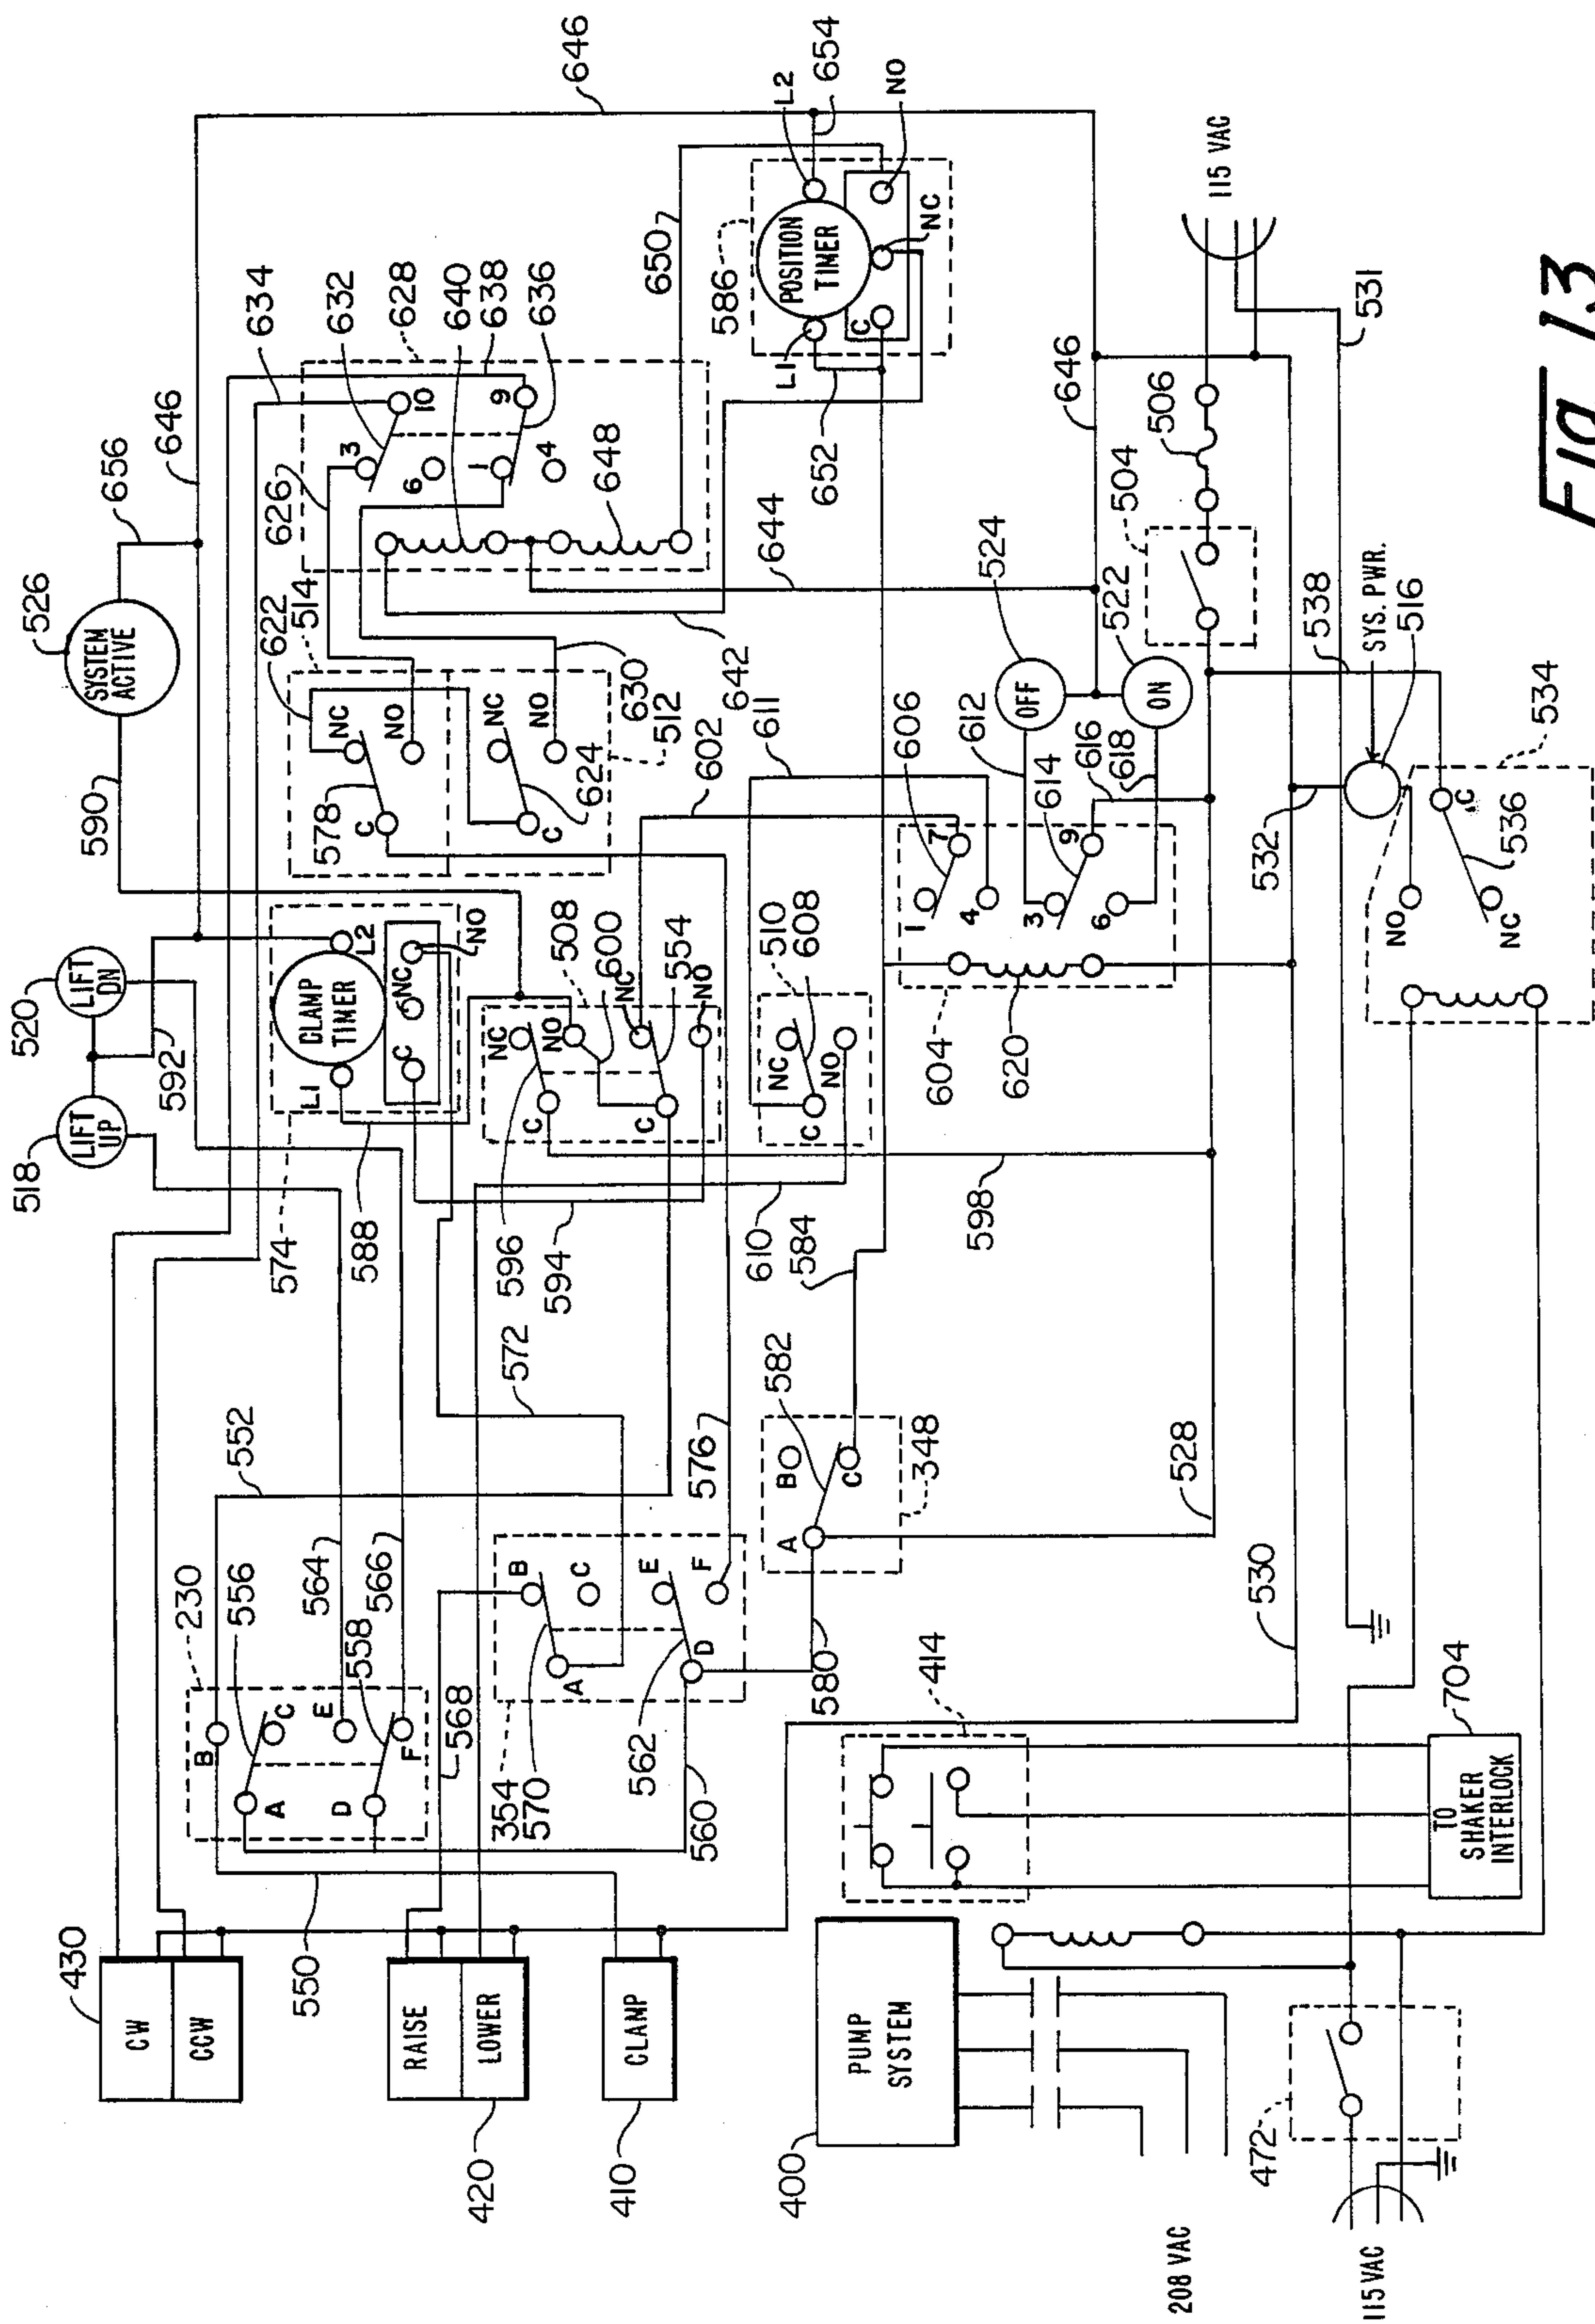 526
SYSTEM
ACTIVE
656
646
646
590
520
LIFT
DN
518
LIFT
UP
592
634
632
628
640
638
636
626
3
10
6
1
9
4
648
514
622
NC
NO
C
578
NC
NO
C
624
630
642
512
602
611
644
650
586
POSITION
TIMER
L1
L2
654
C
NC
NO
652
646
574
588
CLAMP
TIMER
L1
L2
C
NC
NO
508
600
554
NC
NO
C
NC
NO
C
596
594
510
608
NC
NO
C
610
584
598
606
1
7
4
3
9
6
604
620
612
614
616
618
524
OFF
522
ON
504
506
115 VAC
531
532
SYS. PWR.
538
516
534
536
NO
NC
C
552
230
556
564
558
566
A
B
C
D
E
F
568
572
576
354
570
562
560
A
B
C
D
E
F
582
348
A
B
C
580
528
530
414
704
TO
SHAKER
INTERLOCK
430
CW
CCW
550
RAISE
LOWER
420
CLAMP
410
PUMP
SYSTEM
400
208 VAC
472
115 VAC
Fig 13